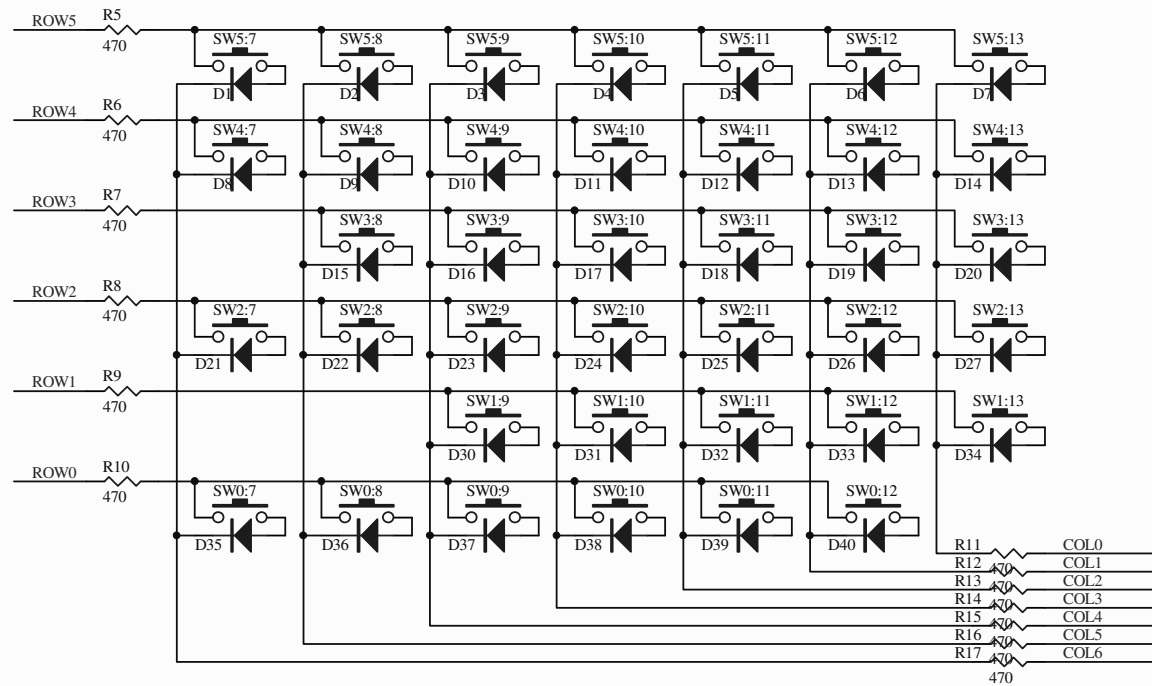 ROW5 R5 470 SW5:7 SW5:8 SW5:9 SW5:10 SW5:11 SW5:12 SW5:13
D1 D2 D3 D4 D5 D6 D7
ROW4 R6 470 SW4:7 SW4:8 SW4:9 SW4:10 SW4:11 SW4:12 SW4:13
D8 D9 D10 D11 D12 D13 D14
ROW3 R7 470 SW3:8 SW3:9 SW3:10 SW3:11 SW3:12 SW3:13
D15 D16 D17 D18 D19 D20
ROW2 R8 470 SW2:7 SW2:8 SW2:9 SW2:10 SW2:11 SW2:12 SW2:13
D21 D22 D23 D24 D25 D26 D27
ROW1 R9 470 SW1:9 SW1:10 SW1:11 SW1:12 SW1:13
D30 D31 D32 D33 D34
ROW0 R10 470 SW0:7 SW0:8 SW0:9 SW0:10 SW0:11 SW0:12
D35 D36 D37 D38 D39 D40
R11 COL0
470
R12 COL1
470
R13 COL2
470
R14 COL3
470
R15 COL4
470
R16 COL5
470
R17 COL6
470